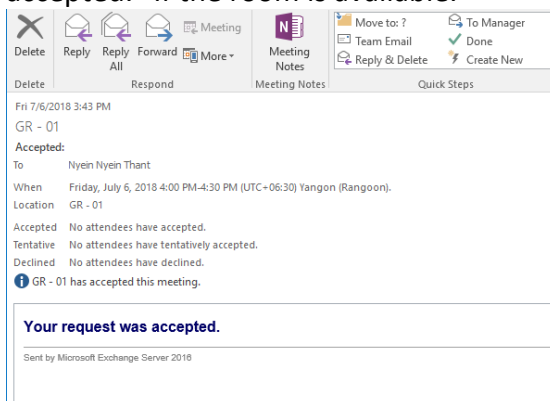 accepted." if the room is available.
Delete
Reply
Reply All
Forward
Meeting
More
Meeting Notes
Move to: ?
To Manager
Team Email
Done
Reply & Delete
Create New
Delete
Respond
Meeting Notes
Quick Steps
Fri 7/6/2018 3:43 PM
GR - 01
Accepted:
To Nyein Nyein Thant
When Friday, July 6, 2018 4:00 PM-4:30 PM (UTC+06:30) Yangon (Rangoon).
Location GR - 01
Accepted No attendees have accepted.
Tentative No attendees have tentatively accepted.
Declined No attendees have declined.
GR - 01 has accepted this meeting.
Your request was accepted.
Sent by Microsoft Exchange Server 2016